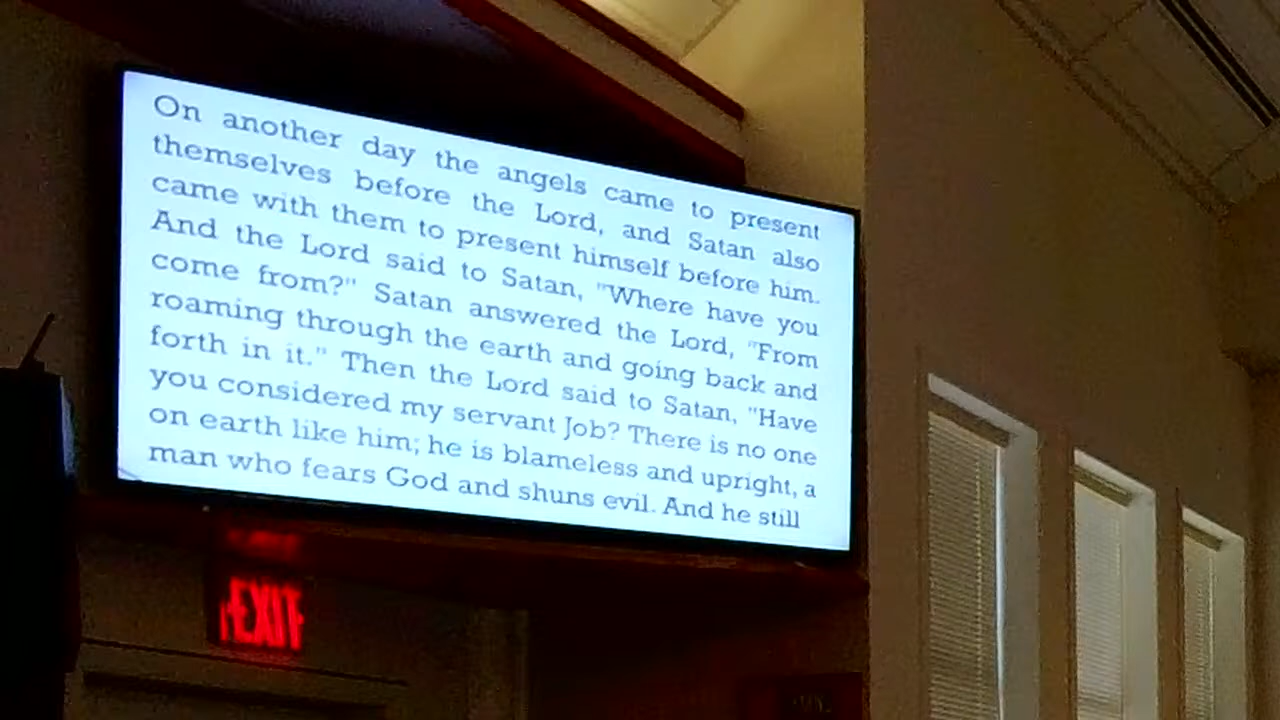 On another day the angels came to present
themselves before the Lord, and Satan also
came with them to present himself before him.
And the Lord said to Satan, "Where have you
come from?" Satan answered the Lord, "From
roaming through the earth and going back and
forth in it." Then the Lord said to Satan, "Have
you considered my servant Job? There is no one
on earth like him; he is blameless and upright, a
man who fears God and shuns evil. And he still
EXIT